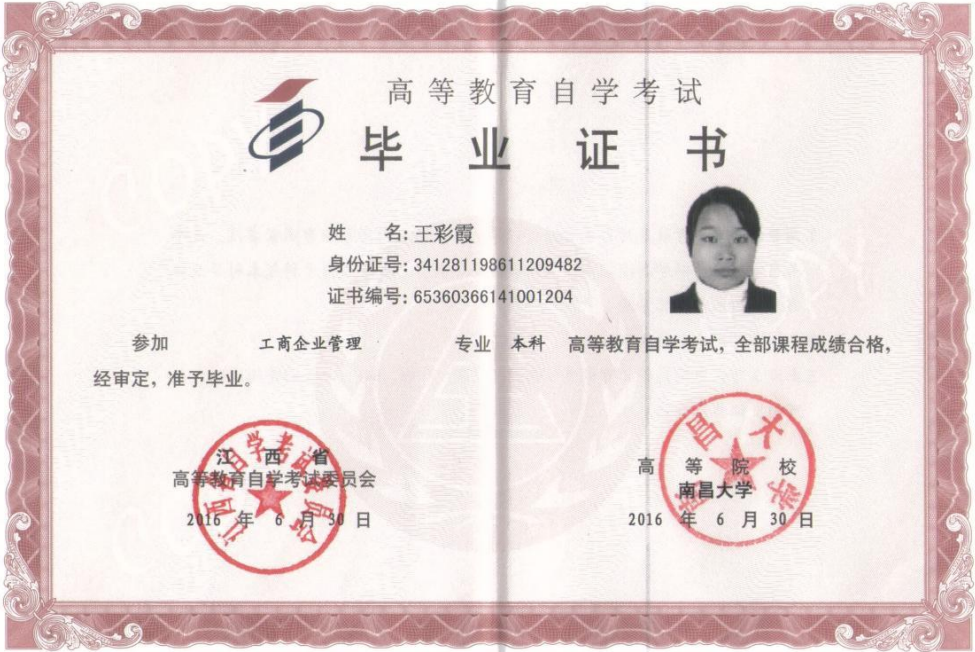 高等教育自学考试
毕业证书
姓 名: 王彩霞
身份证号: 341281198611209482
证书编号: 65360366141001204
参加 工商企业管理 专业 本科 高等教育自学考试, 全部课程成绩合格,
经审定, 准予毕业。
江西省
高等教育自学考试委员会
2016 年 6 月 30 日
高等院校
南昌大学
2016 年 6 月 30 日
南昌大学